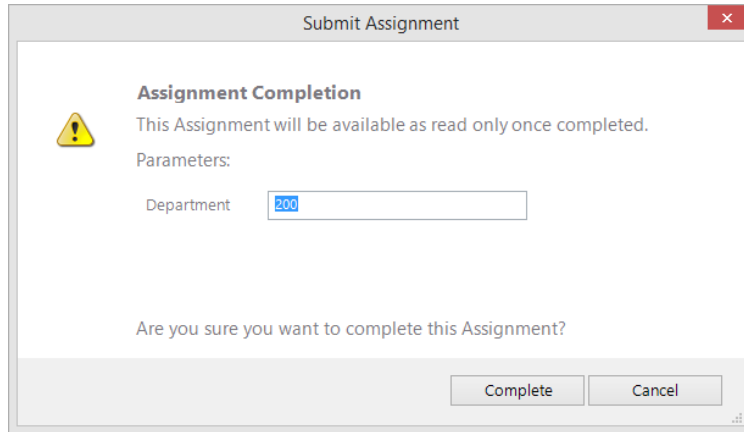 Submit Assignment
Assignment Completion
This Assignment will be available as read only once completed.
Parameters:
Department 200
Are you sure you want to complete this Assignment?
Complete Cancel